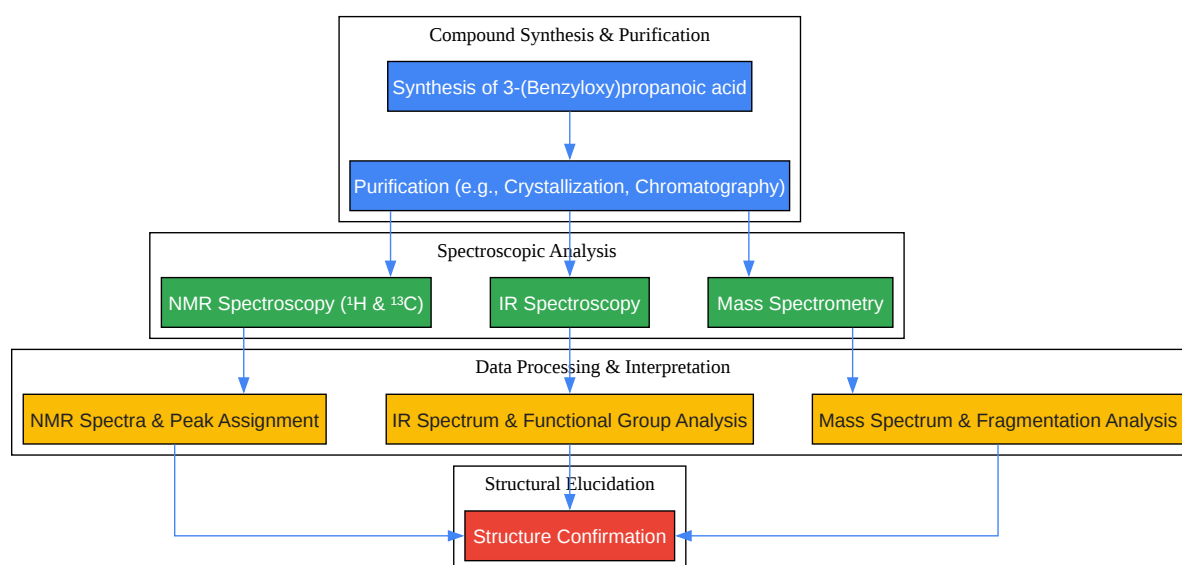 Compound Synthesis & Purification
Synthesis of 3-(Benzyloxy)propanoic acid
Purification (e.g., Crystallization, Chromatography)
Spectroscopic Analysis
NMR Spectroscopy (¹H & ¹³C)
IR Spectroscopy
Mass Spectrometry
Data Processing & Interpretation
NMR Spectra & Peak Assignment
IR Spectrum & Functional Group Analysis
Mass Spectrum & Fragmentation Analysis
Structural Elucidation
Structure Confirmation